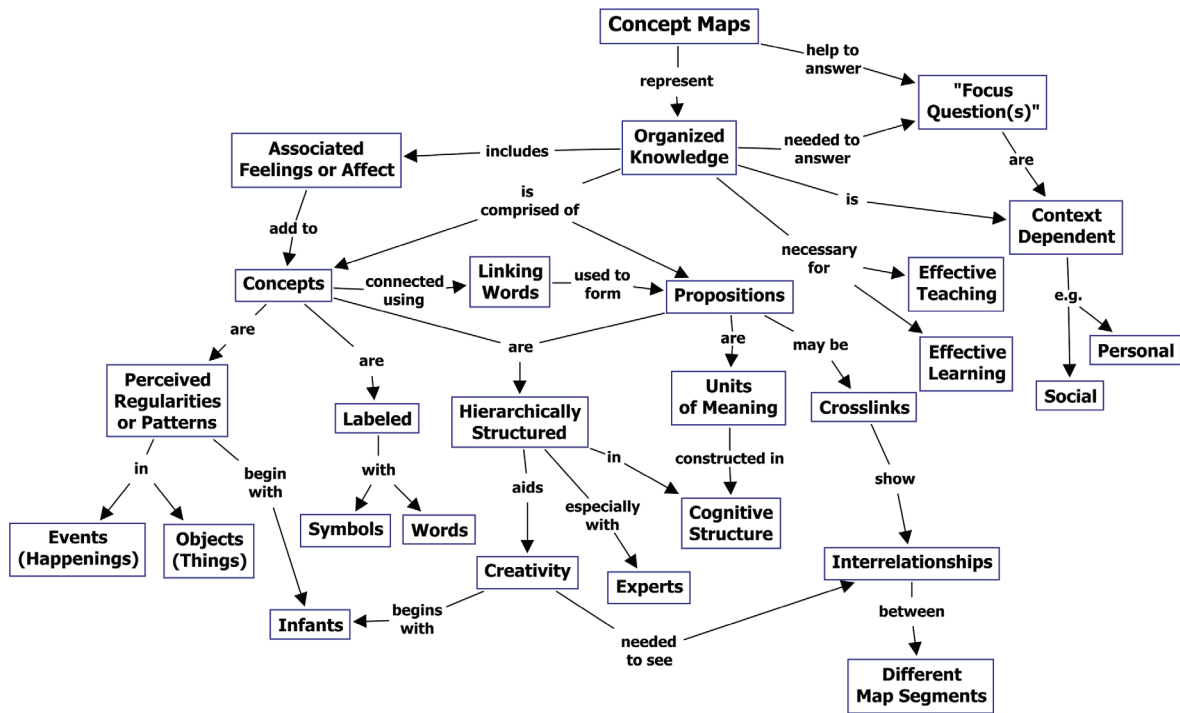 Concept Maps
help to
answer
represent
"Focus
Question(s)"
Organized
Knowledge
needed to
answer
Associated
Feelings or Affect
includes
are
is
comprised of
is
Context
Dependent
add to
necessary
for
Concepts
connected
using
Linking
Words
used to
form
Propositions
Effective
Teaching
e.g.
are
are
are
are
may be
Effective
Learning
Personal
Perceived
Regularities
or Patterns
Labeled
Hierarchically
Structured
Units
of Meaning
Crosslinks
Social
in
begin
with
with
aids
in
constructed in
show
especially
with
Events
(Happenings)
Objects
(Things)
Symbols
Words
Cognitive
Structure
Creativity
Experts
Interrelationships
Infants
begins
with
needed
to see
between
Different
Map Segments